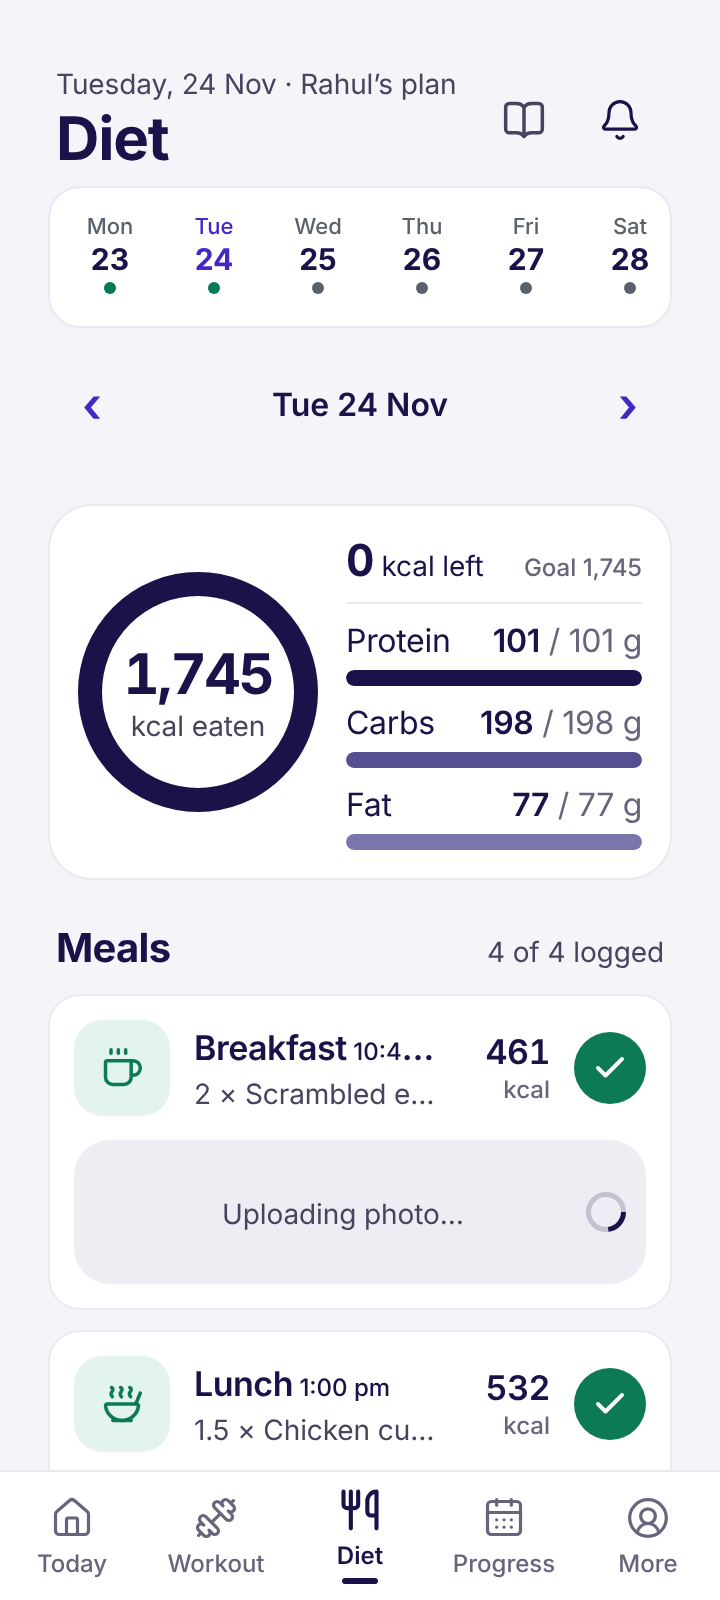 Tuesday, 24 Nov · Rahul’s plan
Diet
Mon Tue Wed Thu Fri Sat
23 24 25 26 27 28
‹ Tue 24 Nov ›
0 kcal left Goal 1,745
1,745
kcal eaten
Protein 101 / 101 g
Carbs 198 / 198 g
Fat 77 / 77 g
Meals 4 of 4 logged
Breakfast 10:4... 461
2 × Scrambled e... kcal
Uploading photo...
Lunch 1:00 pm 532
1.5 × Chicken cu... kcal
Today Workout Diet Progress More